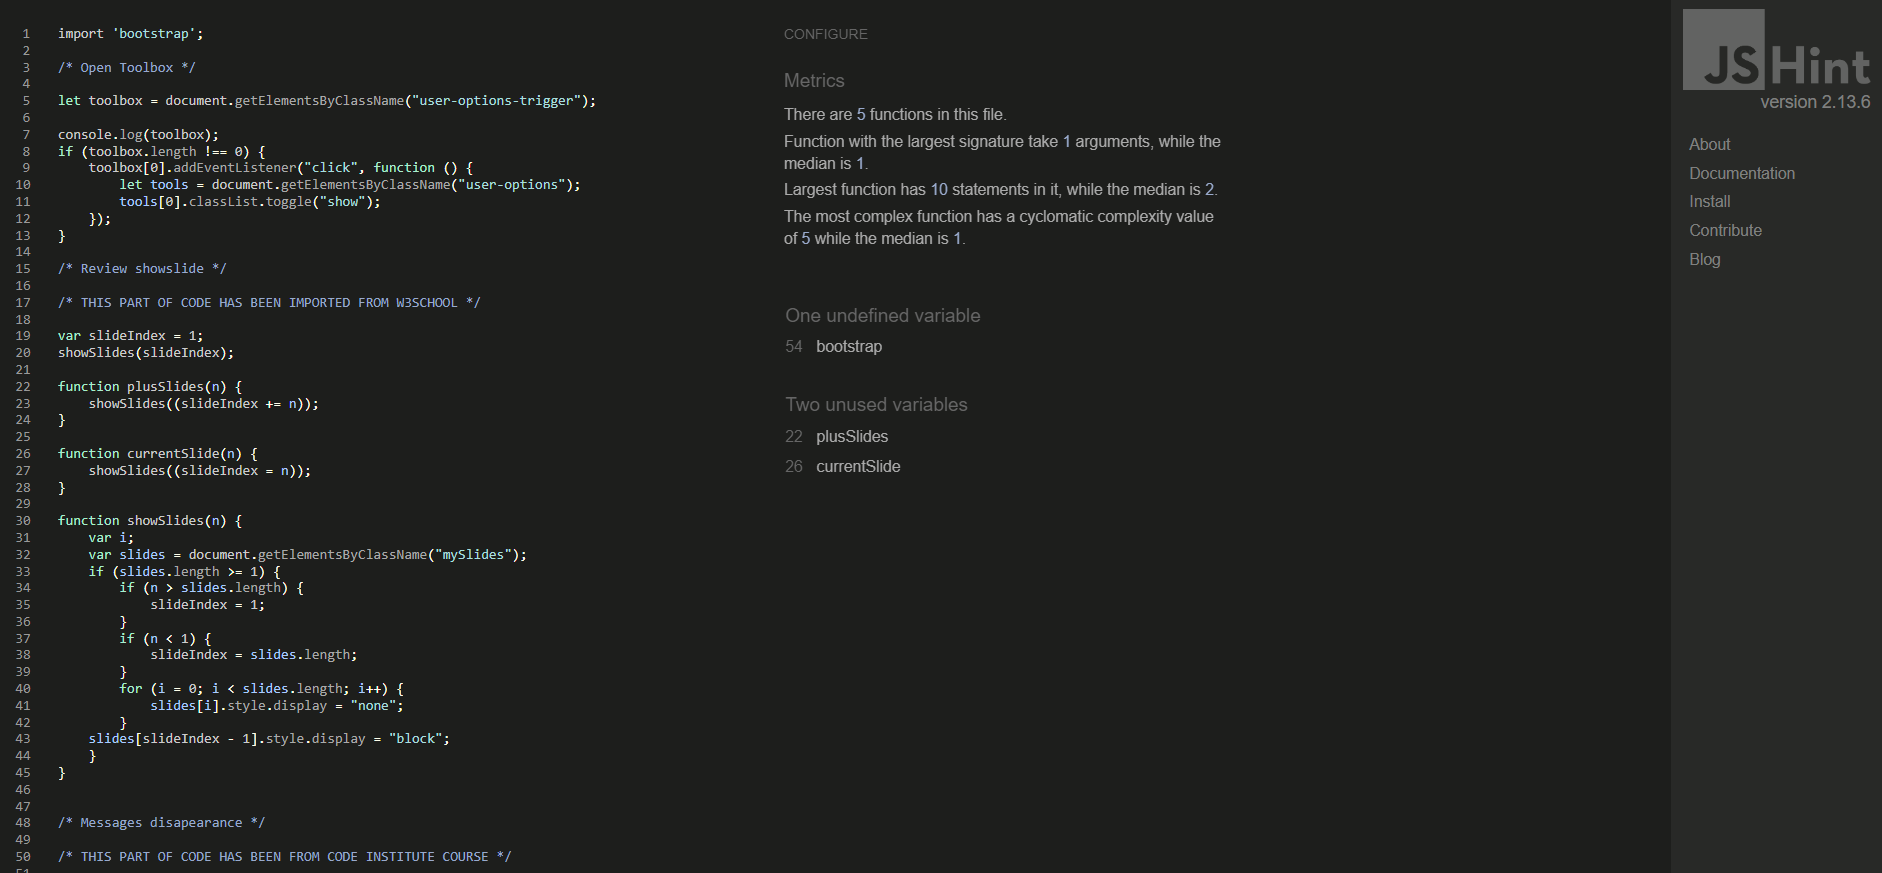 1 import 'bootstrap';
2
3 /* Open Toolbox */
4
5 let toolbox = document.getElementsByClassName("user-options-trigger");
6
7 console.log(toolbox);
8 if (toolbox.length !== 0) {
9     toolbox[0].addEventListener("click", function () {
10         let tools = document.getElementsByClassName("user-options");
11         tools[0].classList.toggle("show");
12     });
13 }
14
15 /* Review showslide */
16
17 /* THIS PART OF CODE HAS BEEN IMPORTED FROM W3SCHOOL */
18
19 var slideIndex = 1;
20 showSlides(slideIndex);
21
22 function plusSlides(n) {
23     showSlides((slideIndex += n));
24 }
25
26 function currentSlide(n) {
27     showSlides((slideIndex = n));
28 }
29
30 function showSlides(n) {
31     var i;
32     var slides = document.getElementsByClassName("mySlides");
33     if (slides.length >= 1) {
34         if (n > slides.length) {
35             slideIndex = 1;
36         }
37         if (n < 1) {
38             slideIndex = slides.length;
39         }
40         for (i = 0; i < slides.length; i++) {
41             slides[i].style.display = "none";
42         }
43     slides[slideIndex - 1].style.display = "block";
44     }
45 }
46
47
48 /* Messages disapearance */
49
50 /* THIS PART OF CODE HAS BEEN FROM CODE INSTITUTE COURSE */
51
CONFIGURE
Metrics
There are 5 functions in this file.
Function with the largest signature take 1 arguments, while the
median is 1.
Largest function has 10 statements in it, while the median is 2.
The most complex function has a cyclomatic complexity value
of 5 while the median is 1.
One undefined variable
54 bootstrap
Two unused variables
22 plusSlides
26 currentSlide
JSHint
version 2.13.6
About
Documentation
Install
Contribute
Blog